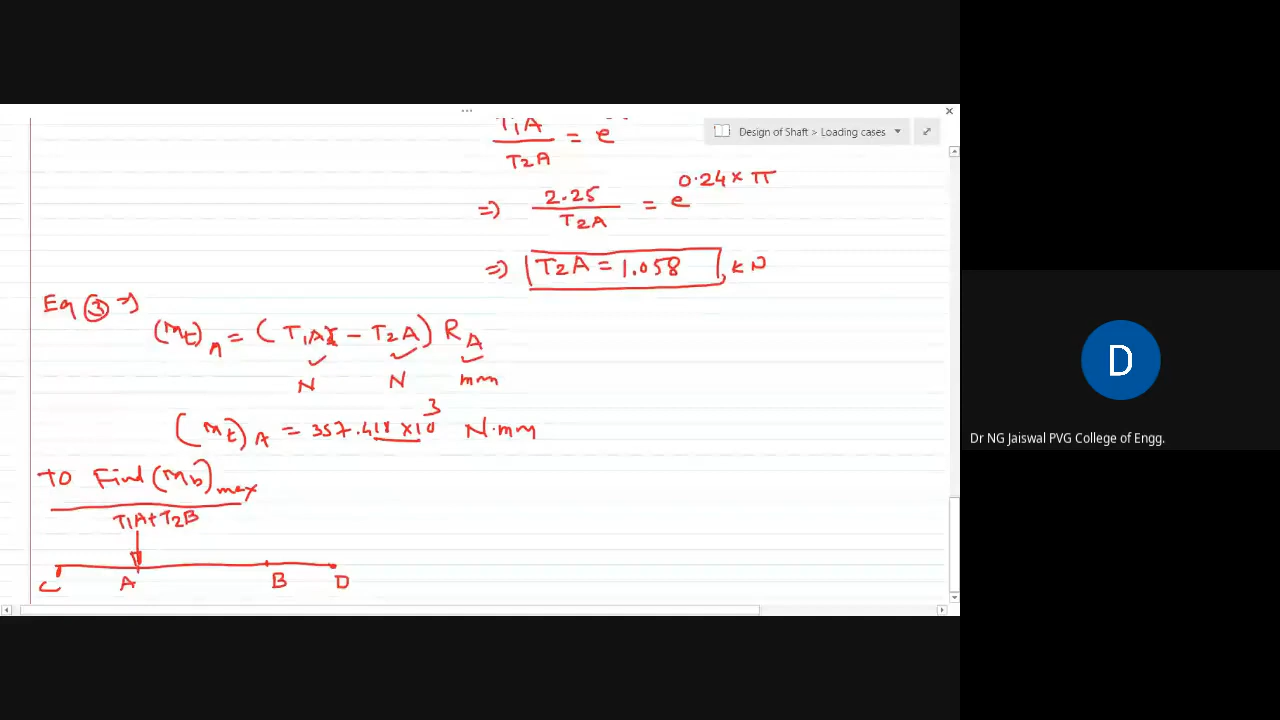 T1A
T2A = e
Design of Shaft > Loading cases
=> 2.25 / T2A = e^0.24×π
=> T2A = 1.058 , kN
Eq ③ =>
(Mt)A = (T1A - T2A) RA
N N mm
(Mt)A = 357.418 ×10^3 N.mm
To Find (Mb)max
T1A+T2B
C A B D
D
Dr NG Jaiswal PVG College of Engg.